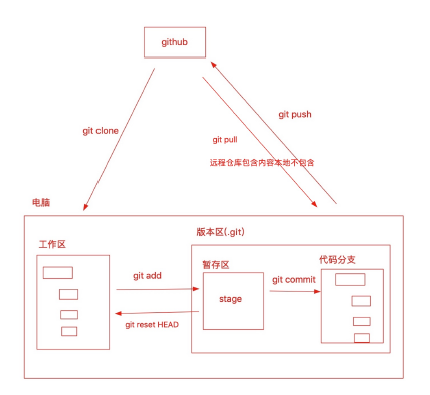 github
git clone
git push
git pull
远程仓库包含内容本地不包含
电脑
版本区(.git)
工作区
暂存区
代码分支
git add
git commit
stage
git reset HEAD